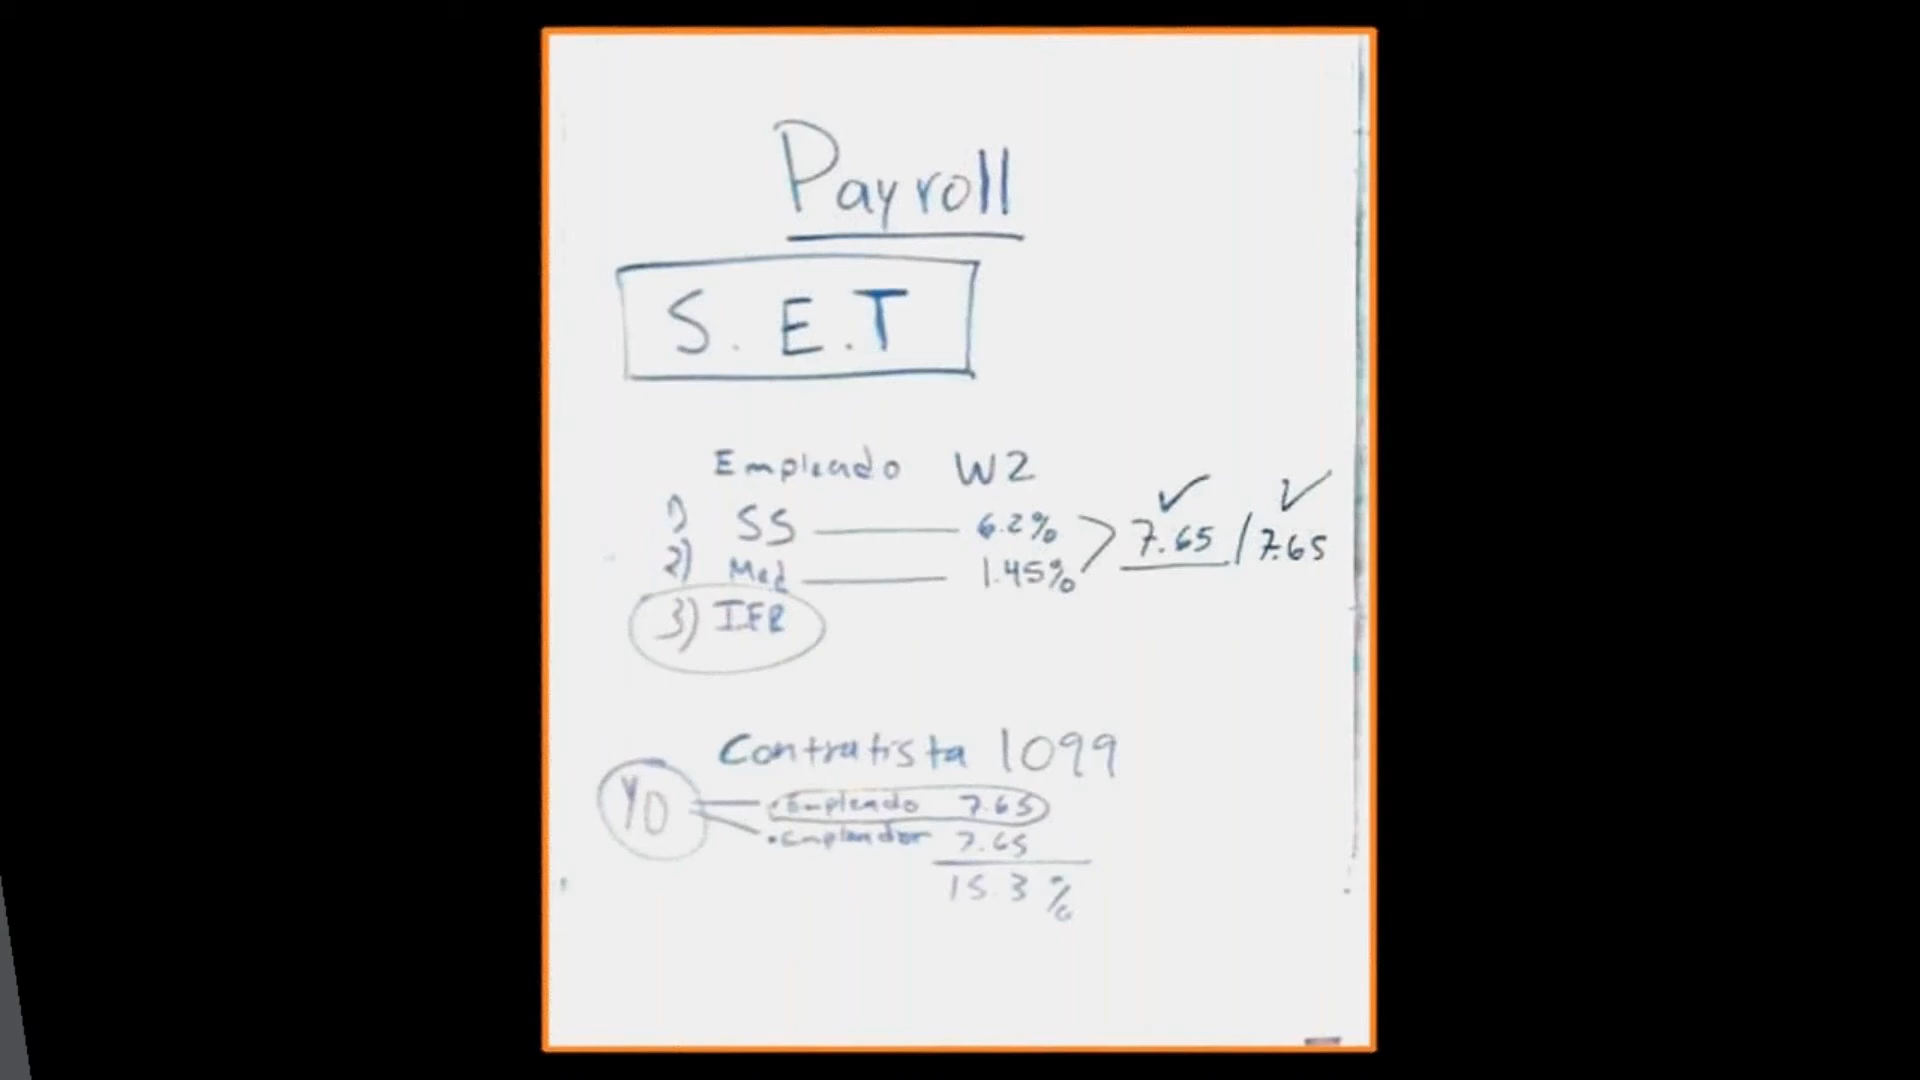 Payroll
S.E.T
Empleado W2
1) SS 6.2% > 7.65 / 7.65
2) Med 1.45%
3) IFR
Contratista 1099
YO
• Empleado 7.65
• Empleador 7.65
15.3%